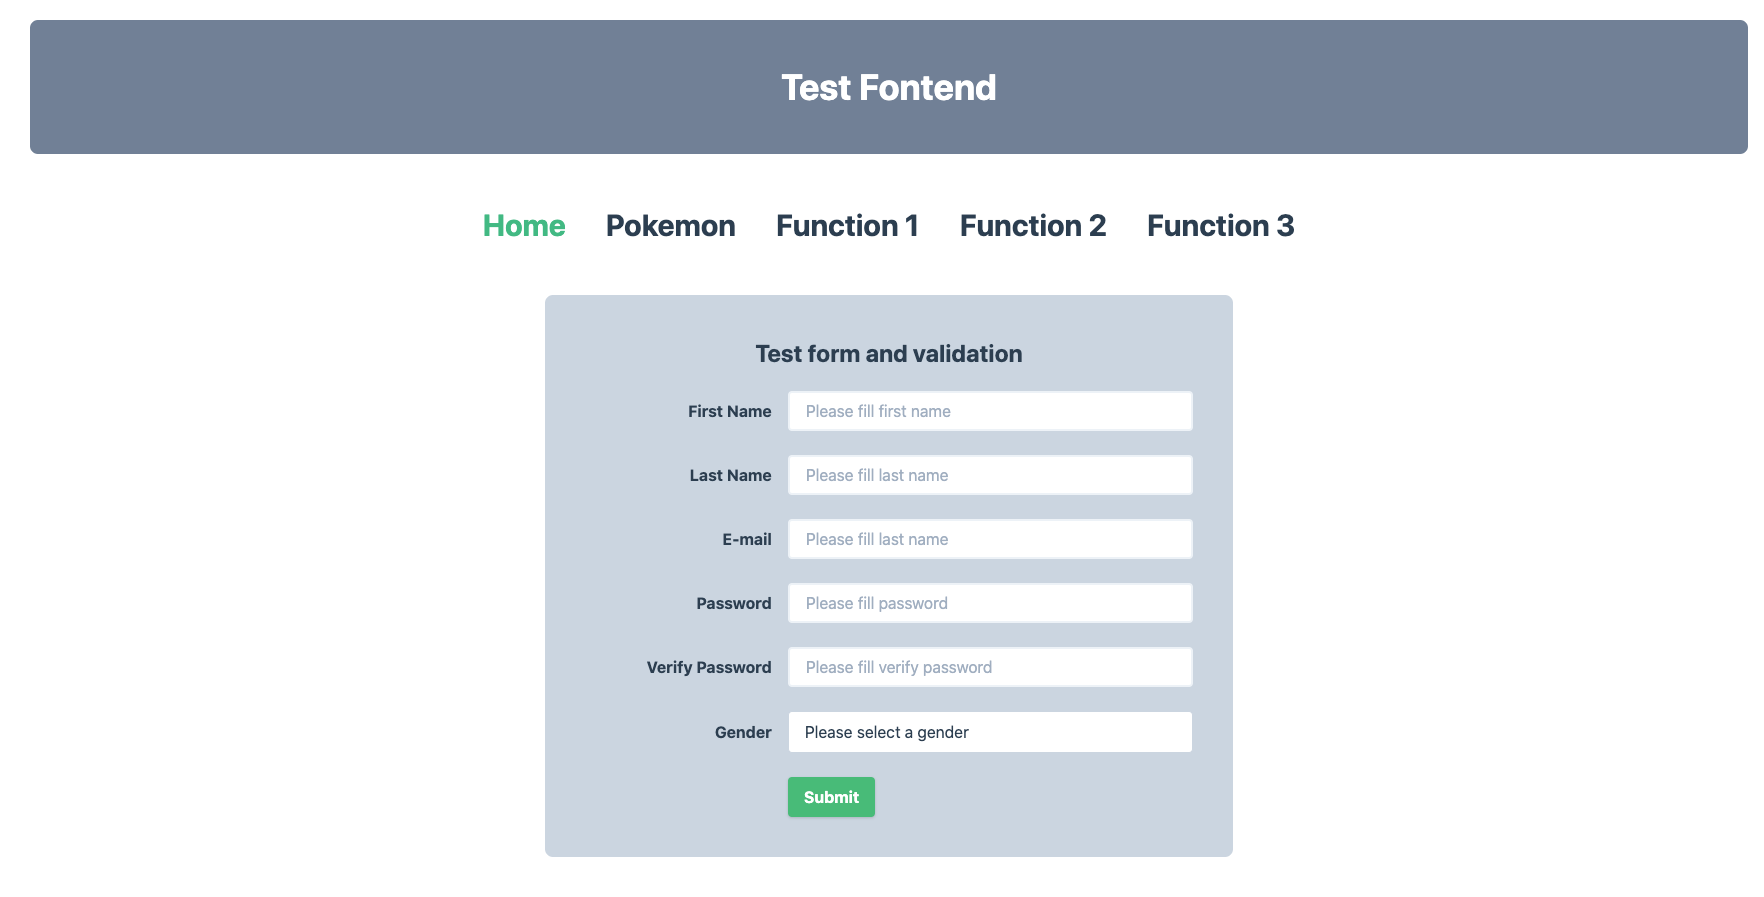 Test Fontend
Home Pokemon Function 1 Function 2 Function 3
Test form and validation
First Name Please fill first name
Last Name Please fill last name
E-mail Please fill last name
Password Please fill password
Verify Password Please fill verify password
Gender Please select a gender
Submit